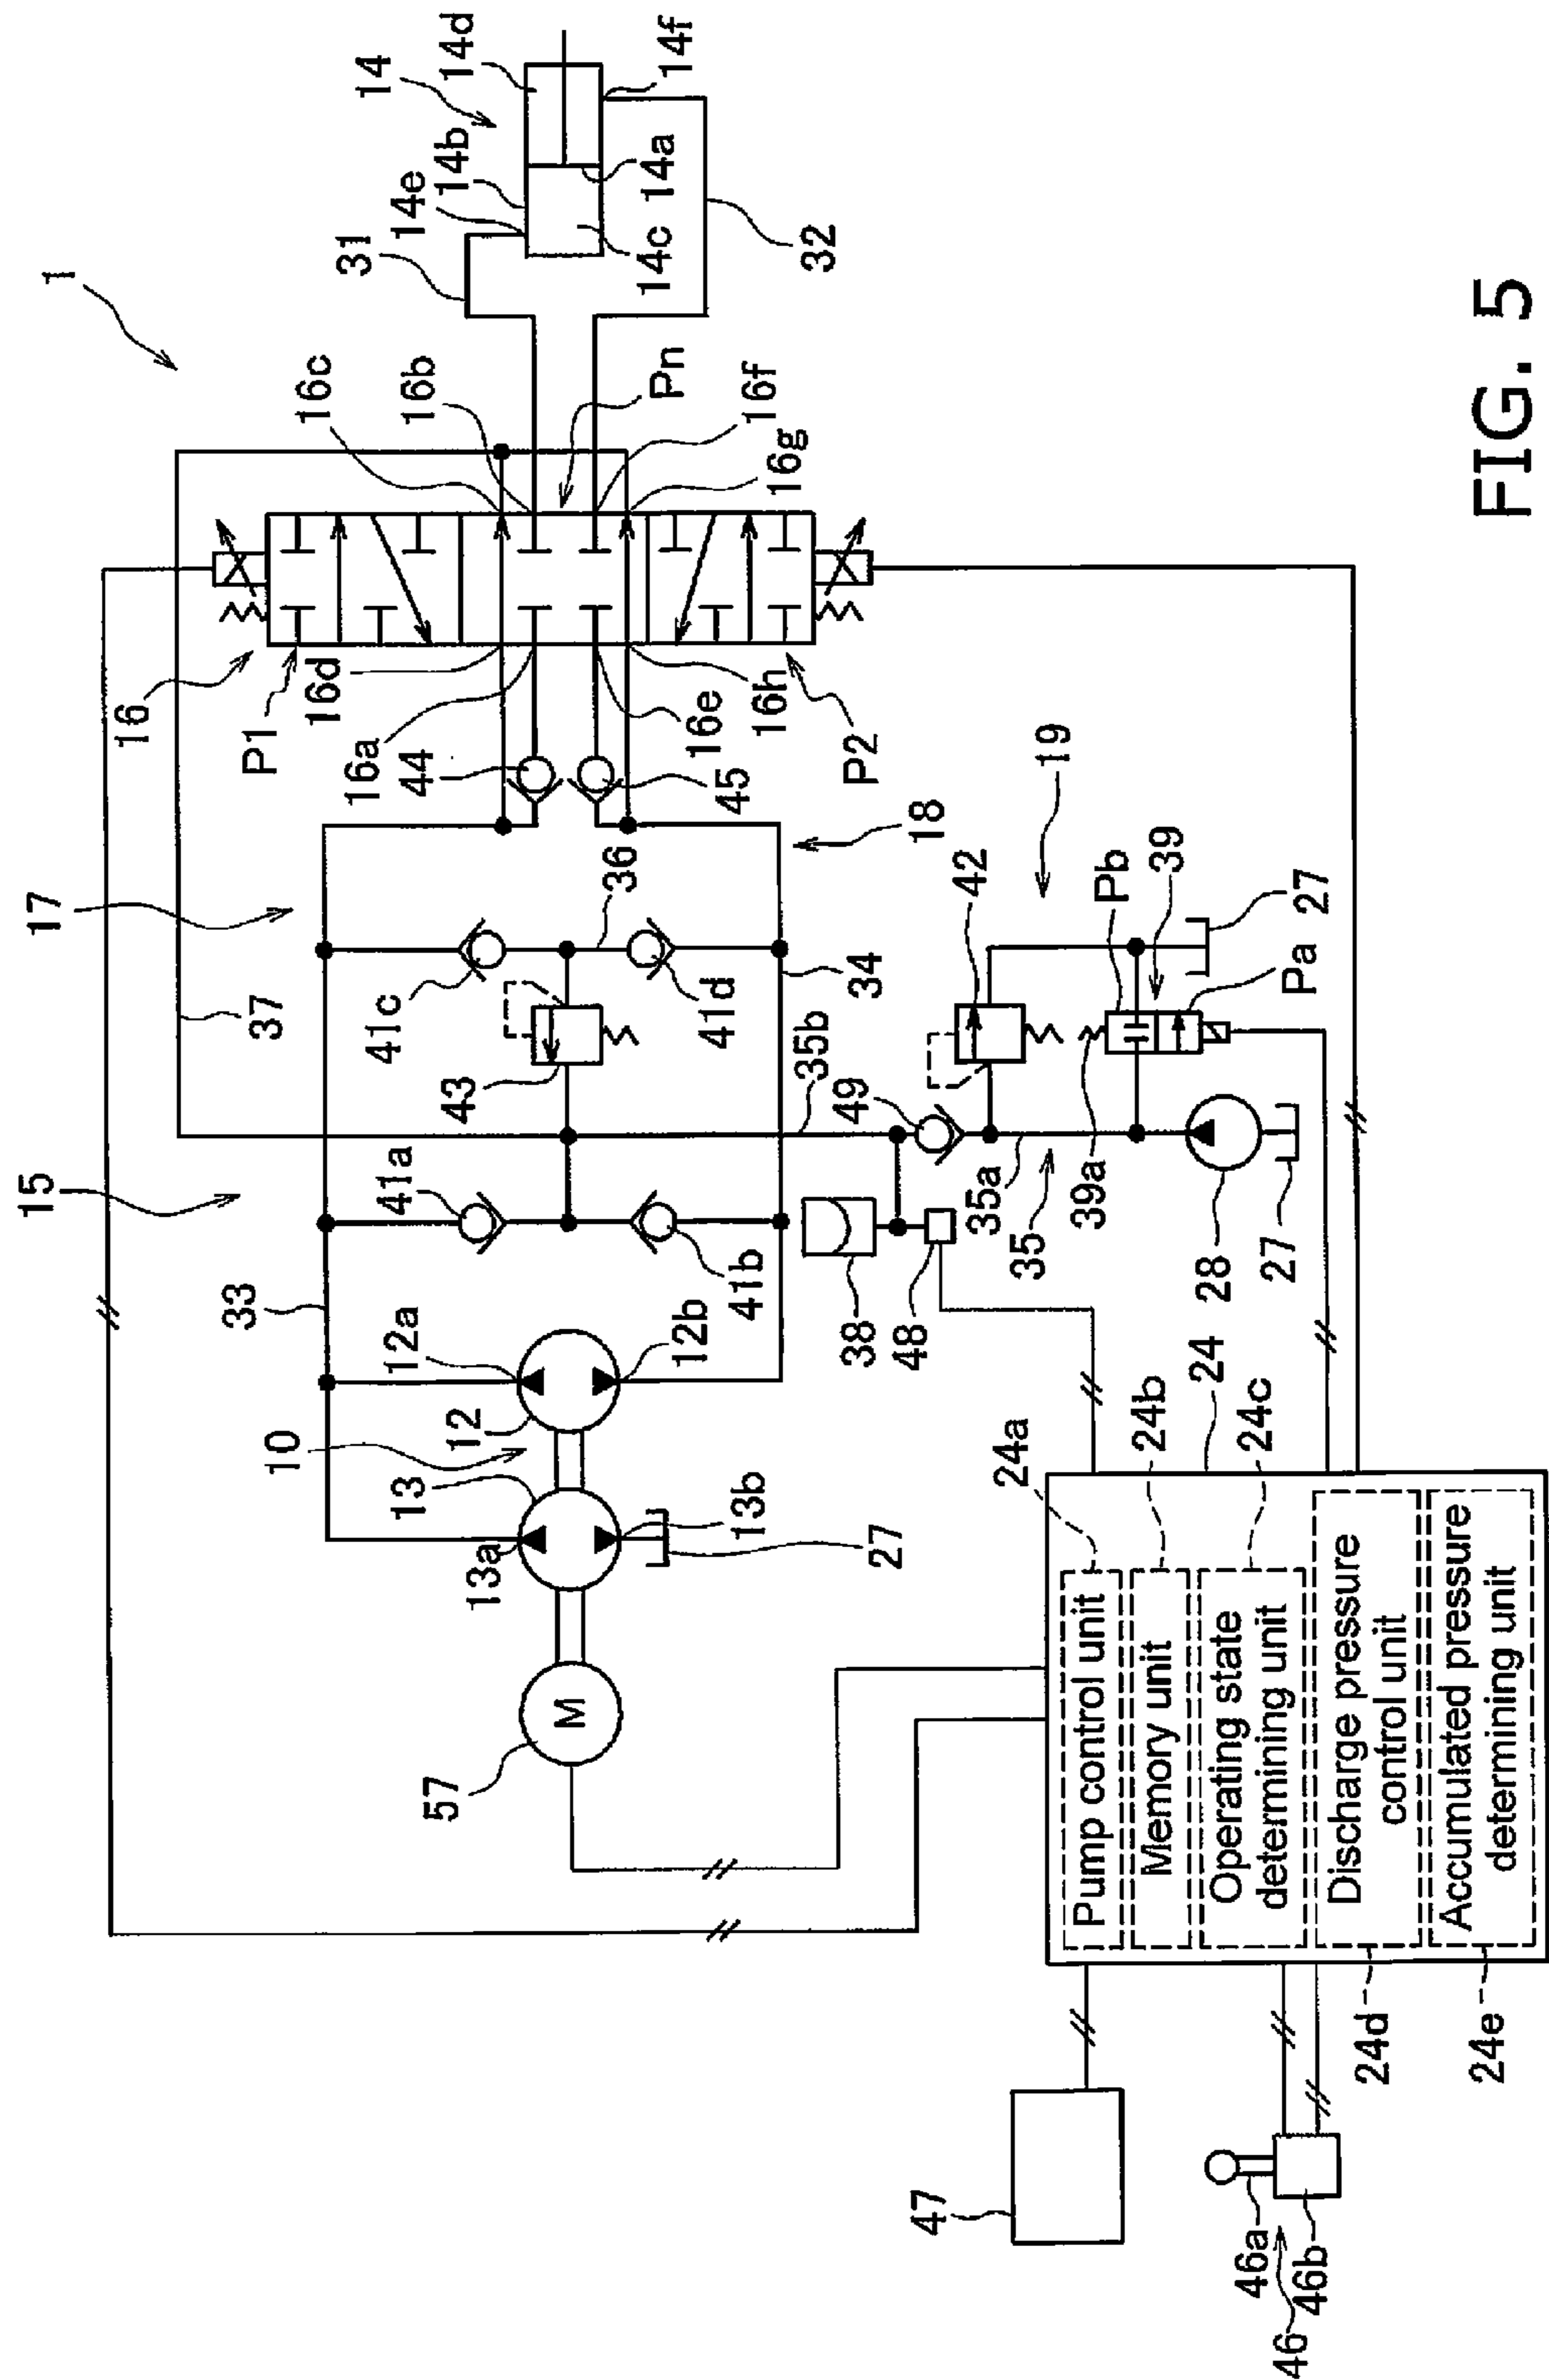 FIG. 5
1
14
14d
14f
14b
14e
14a
14c
31
32
16c
16b
Pn
16f
16g
16
P1
16d
16a
44
16e
45
16h
P2
17
18
19
36
37
41c
41d
34
42
Pb
39
27
Pa
43
35b
49
15
41a
41b
35a
35
39a
28
27
38
48
33
12a
12b
10
12
13
13a
13b
27
57
M
24
24a
24b
24c
Pump control unit
Memory unit
Operating state
determining unit
Discharge pressure
control unit
Accumulated pressure
determining unit
24d
24e
47
46a
46b
46